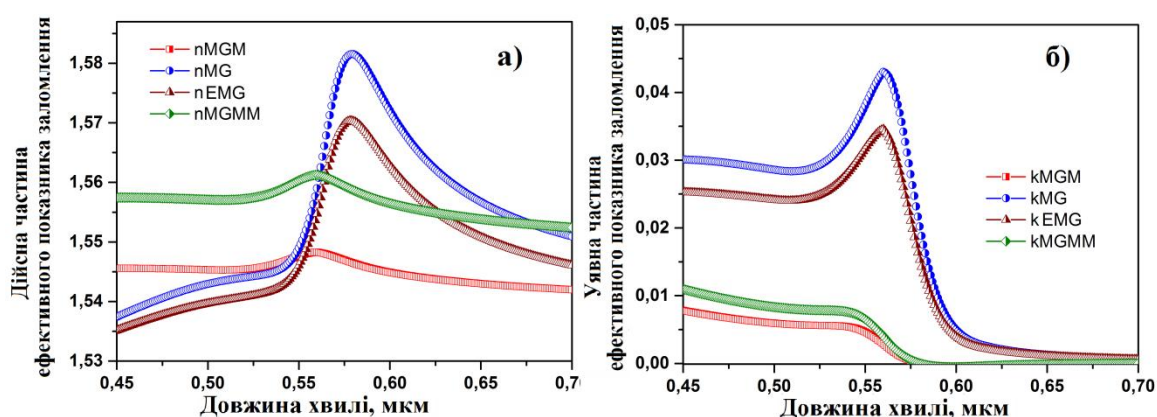 Дійсна частина
ефективного показника заломлення
1,58
1,57
1,56
1,55
1,54
1,53
nMGM
nMG
nEMG
nMGMM
а)
0,45
0,50
0,55
0,60
0,65
0,70
Довжина хвилі, мкм
Уявна частина
ефективного показника заломлення
0,05
0,04
0,03
0,02
0,01
0,00
б)
kMGM
kMG
kEMG
kMGMM
0,45
0,50
0,55
0,60
0,65
0,70
Довжина хвилі, мкм